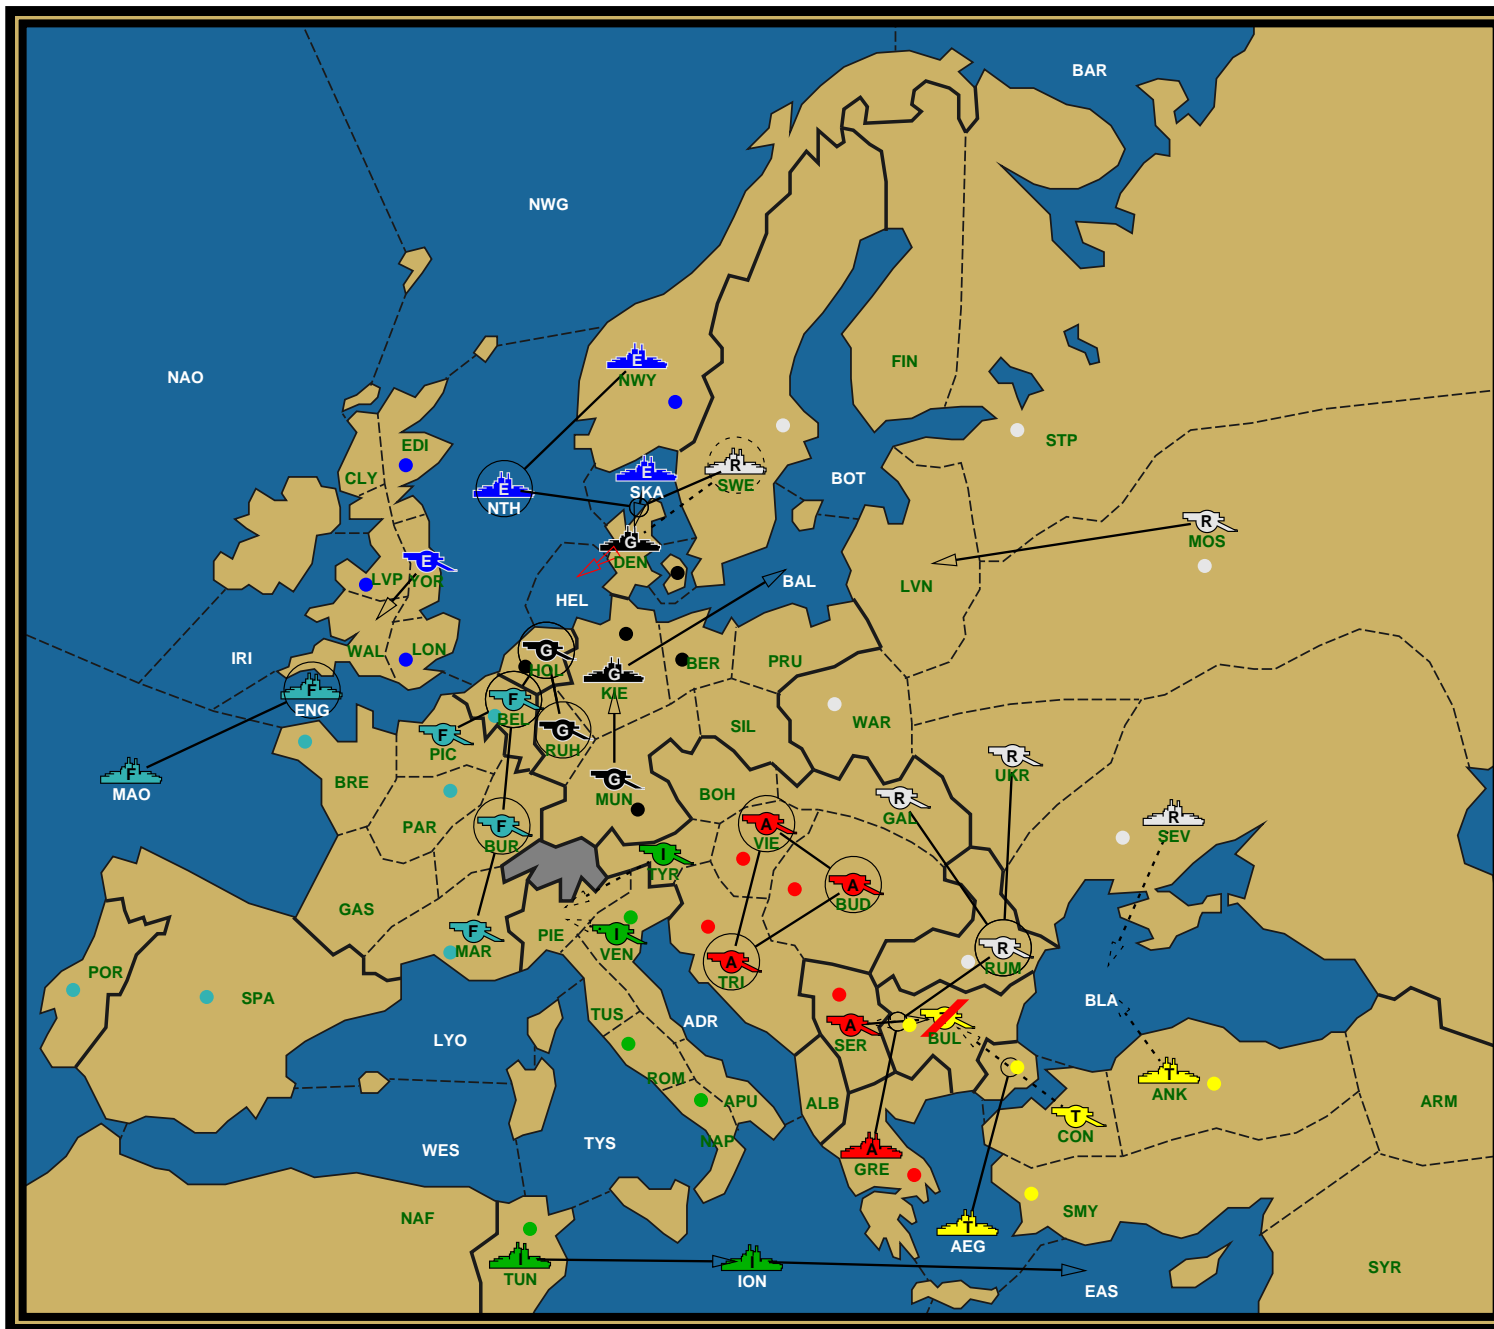 BAR
NWG
NAO
E
NWY
FIN
STP
EDI
CLY
E
NTH
E
SKA
R
SWE
BOT
R
MOS
G
DEN
E
LVP
YOR
HEL
BAL
LVN
IRI
WAL
LON
G
HOL
G
KIE
BER
PRU
F
ENG
F
BEL
F
PIC
G
RUH
SIL
WAR
R
UKR
F
MAO
BRE
G
MUN
BOH
R
GAL
R
SEV
PAR
F
BUR
A
VIE
I
TYR
A
BUD
GAS
F
MAR
PIE
I
VEN
R
RUM
POR
SPA
A
TRI
BLA
TUS
ADR
LYO
A
SER
T
BUL
ROM
APU
ALB
T
ANK
ARM
T
CON
WES
TYS
NAP
A
GRE
NAF
SMY
T
AEG
I
TUN
I
ION
EAS
SYR